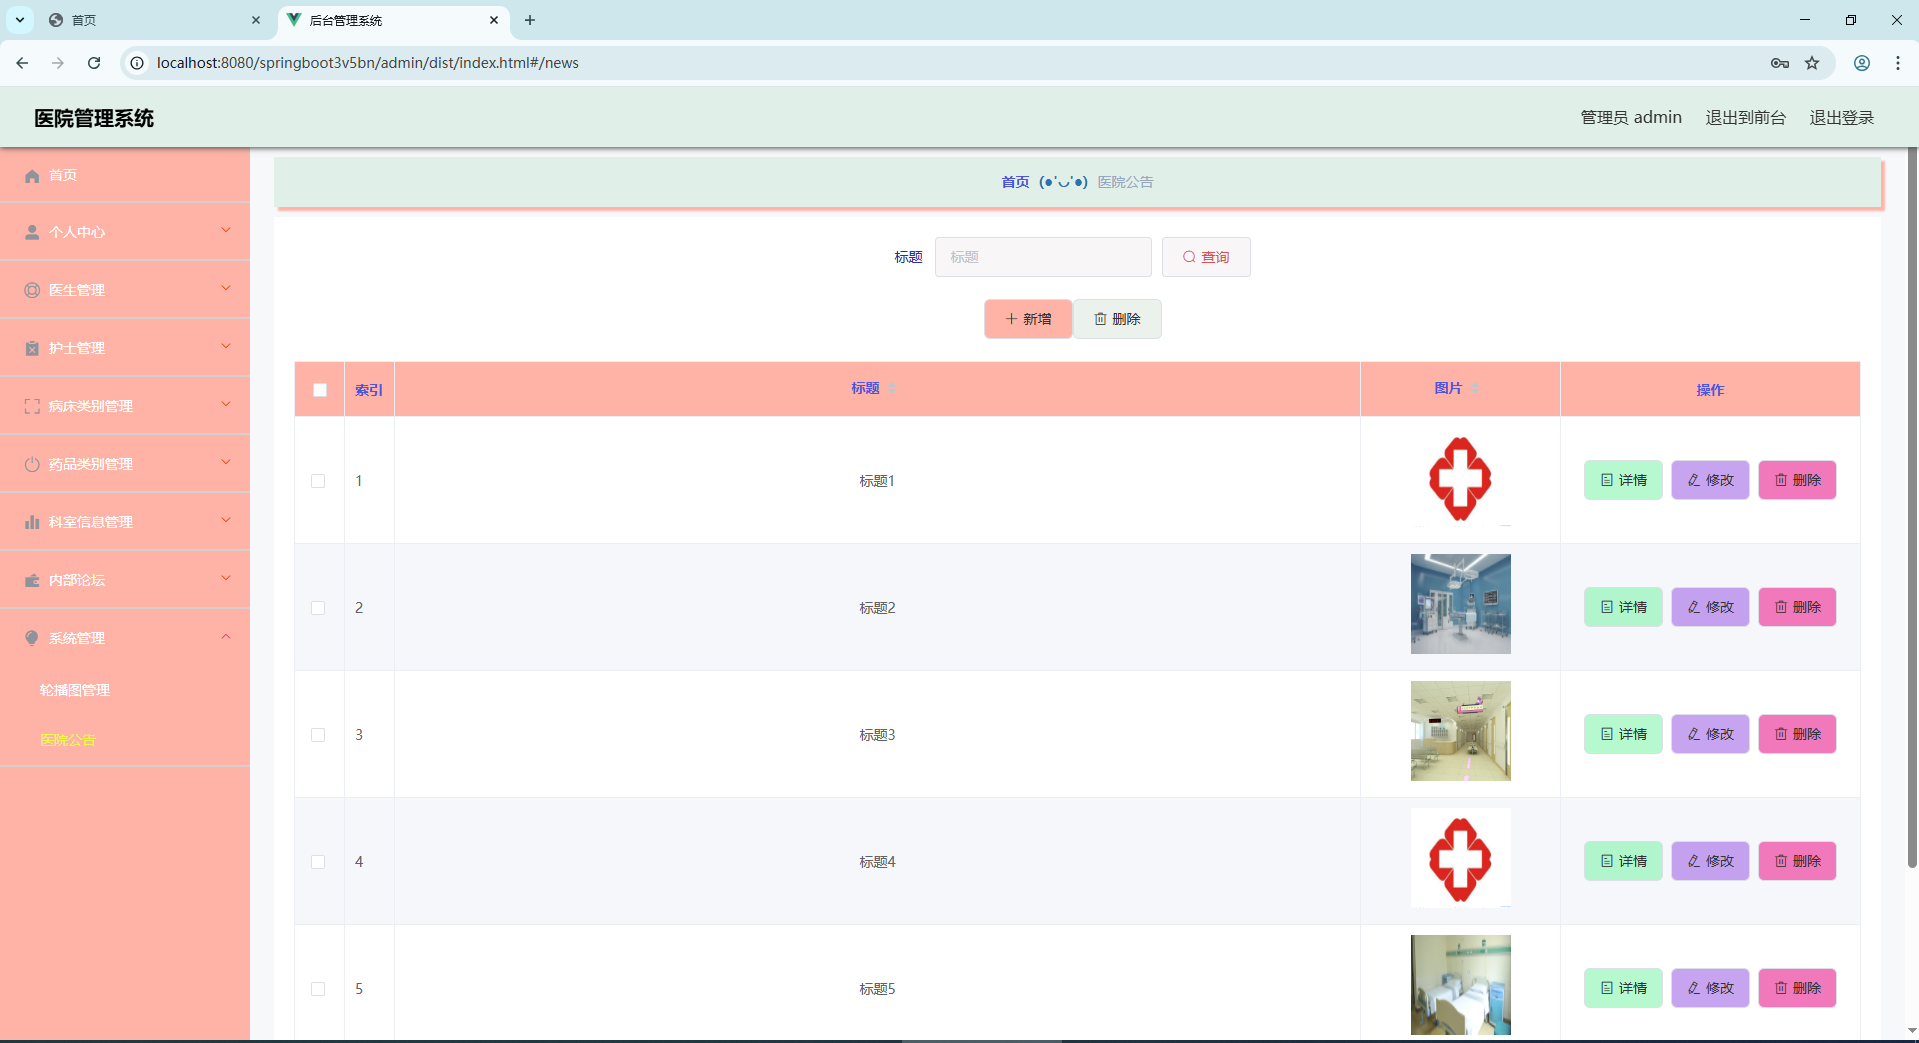 首页
后台管理系统
localhost:8080/springboot3v5bn/admin/dist/index.html#/news
医院管理系统
管理员 admin
退出到前台
退出登录
首页
个人中心
医生管理
护士管理
病床类别管理
药品类别管理
科室信息管理
内部论坛
系统管理
轮播图管理
医院公告
首页 (●'◡'●) 医院公告
标题 标题 查询
新增 删除
索引 标题 图片 操作
1 标题1 详情 修改 删除
2 标题2 详情 修改 删除
3 标题3 详情 修改 删除
4 标题4 详情 修改 删除
5 标题5 详情 修改 删除